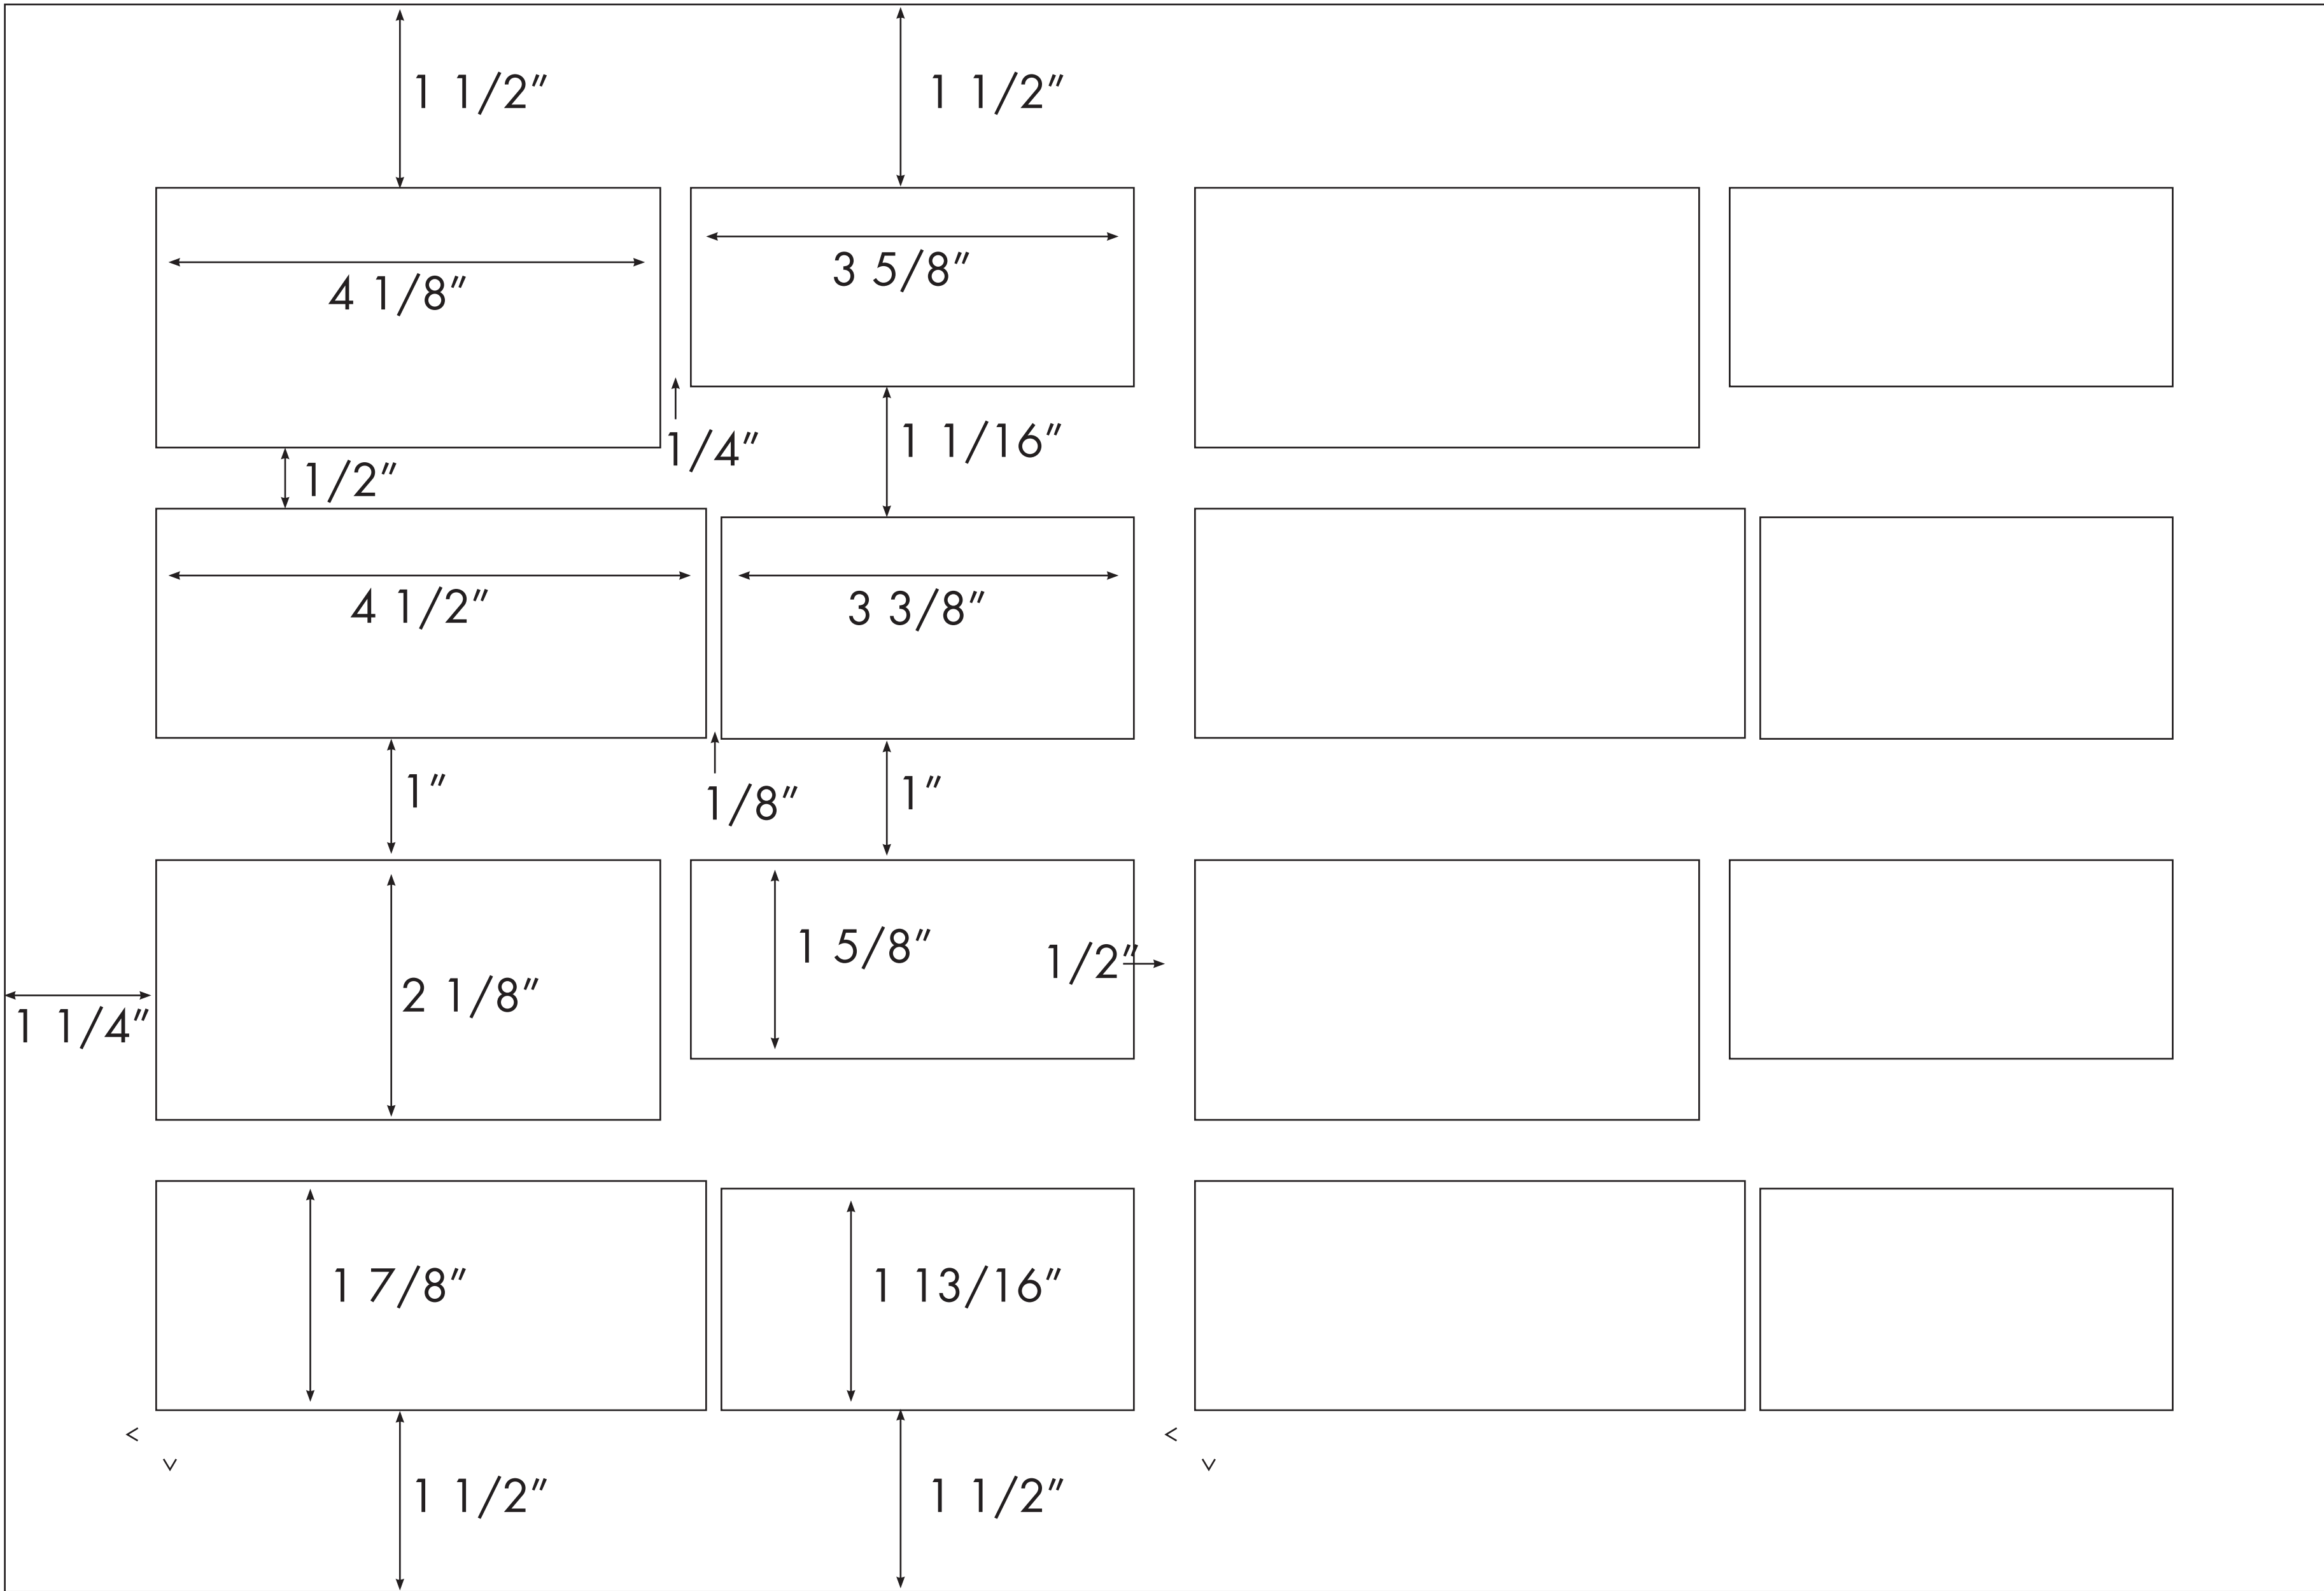 1 1/2" 1 1/2"
4 1/8" 3 5/8"
1/2" 1/4" 1 1/16"
4 1/2" 3 3/8"
1" 1/8" 1"
1 1/4" 2 1/8" 1 5/8" 1/2"
1 7/8" 1 13/16"
1 1/2" 1 1/2"